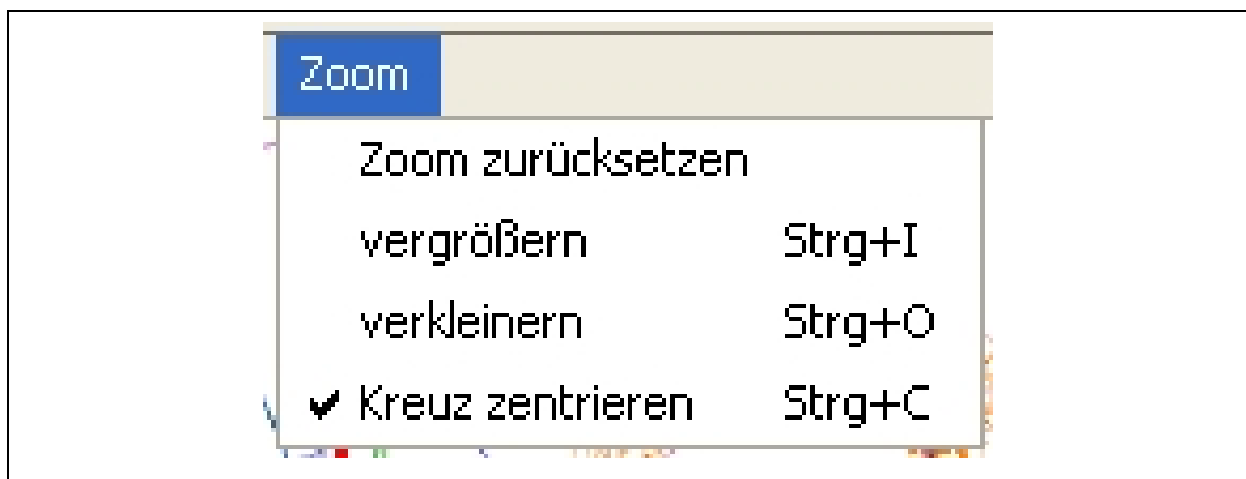 Zoom
Zoom zurücksetzen
vergrößern Strg+I
verkleinern Strg+O
Kreuz zentrieren Strg+C